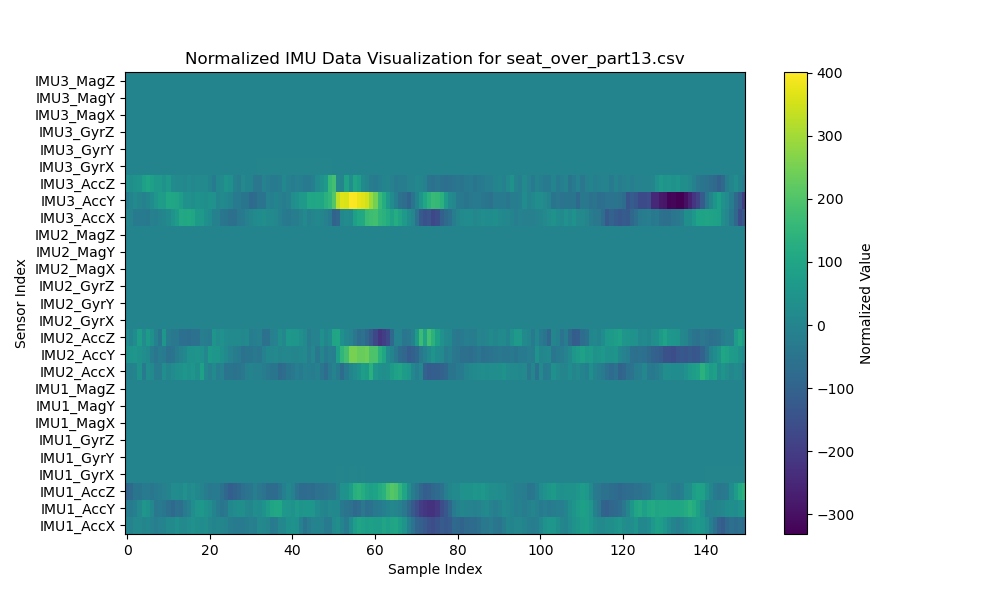 Normalized IMU Data Visualization for seat_over_part13.csv
IMU3_MagZ
IMU3_MagY
IMU3_MagX
IMU3_GyrZ
IMU3_GyrY
IMU3_GyrX
IMU3_AccZ
IMU3_AccY
IMU3_AccX
IMU2_MagZ
IMU2_MagY
IMU2_MagX
IMU2_GyrZ
IMU2_GyrY
IMU2_GyrX
IMU2_AccZ
IMU2_AccY
IMU2_AccX
IMU1_MagZ
IMU1_MagY
IMU1_MagX
IMU1_GyrZ
IMU1_GyrY
IMU1_GyrX
IMU1_AccZ
IMU1_AccY
IMU1_AccX
Sensor Index
0 20 40 60 80 100 120 140
Sample Index
400
300
200
100
0
−100
−200
−300
Normalized Value